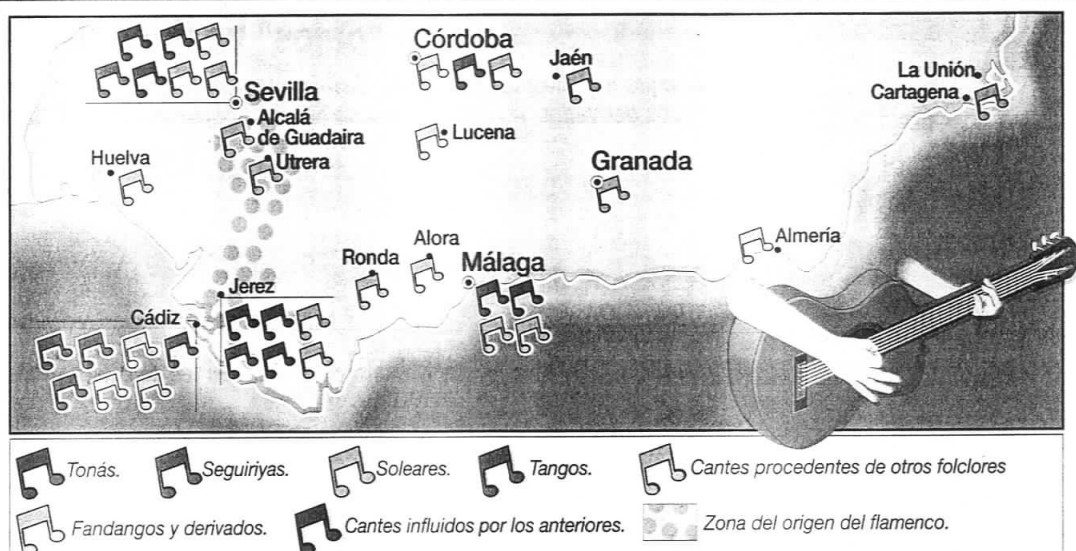 Córdoba
Jaén
La Unión
Cartagena
Sevilla
Alcalá
de Guadaira
Lucena
Huelva
Utrera
Granada
Ronda
Alora
Málaga
Almería
Jerez
Cádiz
Tonás.
Seguiriyas.
Soleares.
Tangos.
Cantes procedentes de otros folclores
Fandangos y derivados.
Cantes influidos por los anteriores.
Zona del origen del flamenco.